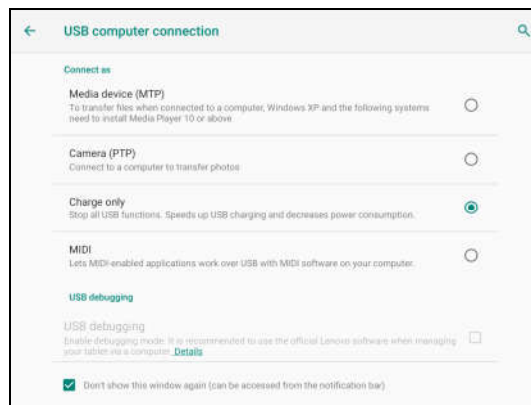 USB computer connection
Connect as
Media device (MTP)
To transfer files when connected to a computer, Windows XP and the following systems
need to install Media Player 10 or above
Camera (PTP)
Connect to a computer to transfer photos
Charge only
Stop all USB functions. Speeds up USB charging and decreases power consumption.
MIDI
Lets MIDI-enabled applications work over USB with MIDI software on your computer.
USB debugging
USB debugging
Enable debugging mode. It is recommended to use the official Lenovo software when managing
your tablet via a computer. Details
Don't show this window again (can be accessed from the notification bar)